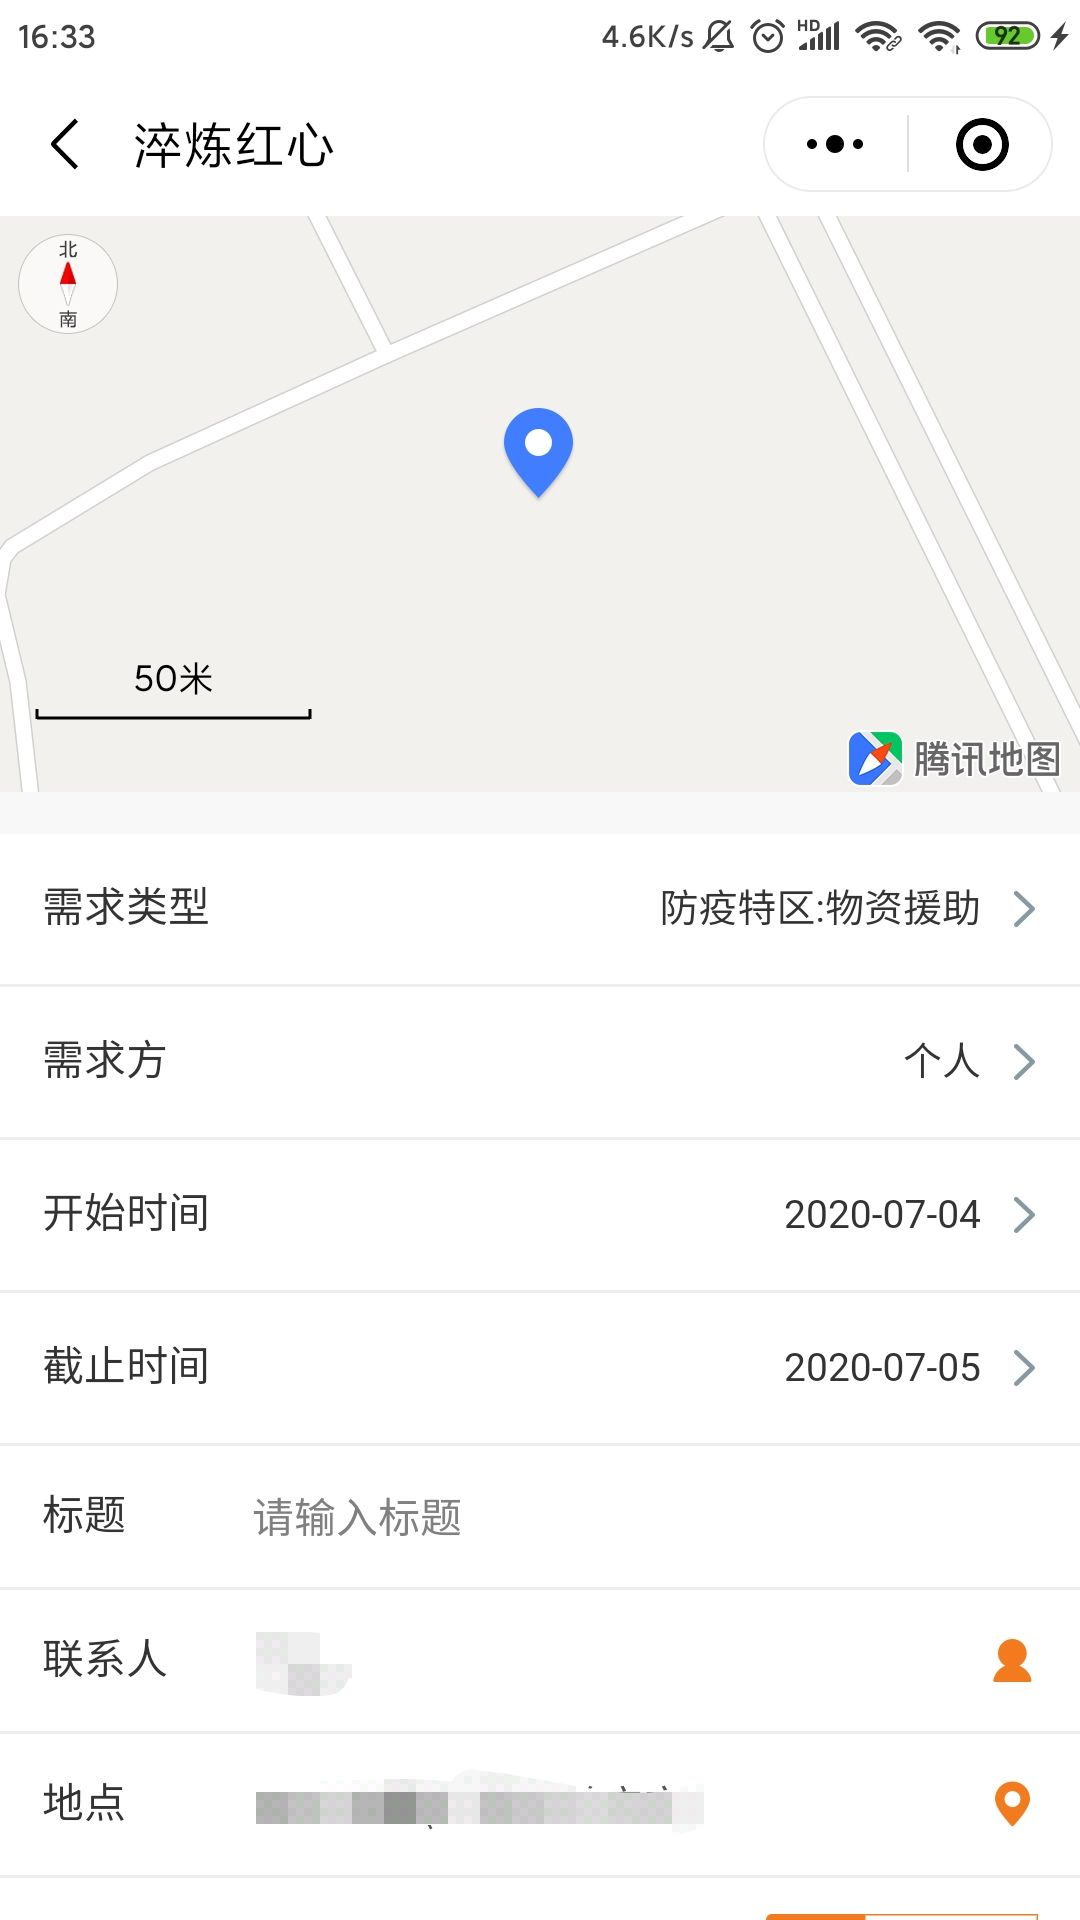 16:33 4.6K/s HD 92
淬炼红心
北
南
50米
腾讯地图
需求类型 防疫特区:物资援助
需求方 个人
开始时间 2020-07-04
截止时间 2020-07-05
标题 请输入标题
联系人
地点